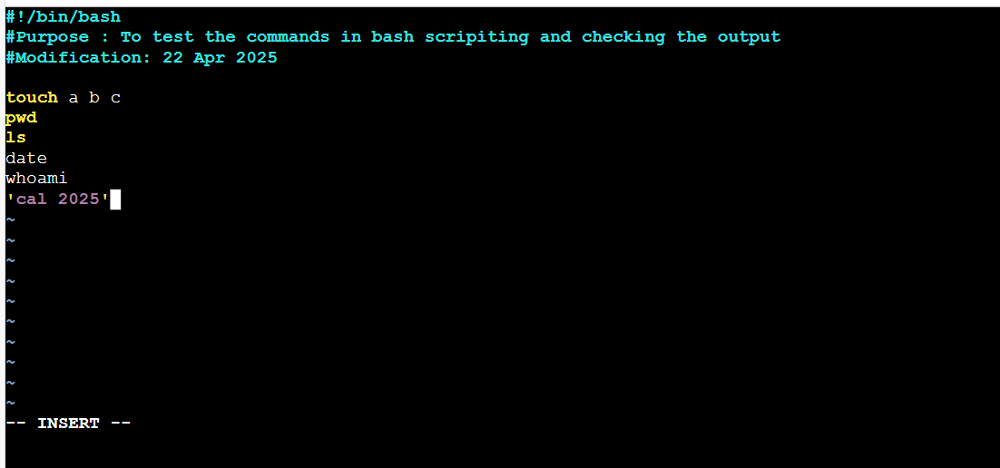 #!/bin/bash
#Purpose : To test the commands in bash scripiting and checking the output
#Modification: 22 Apr 2025
touch a b c
pwd
ls
date
whoami
'cal 2025'
~
~
~
~
~
~
~
~
~
~
-- INSERT --